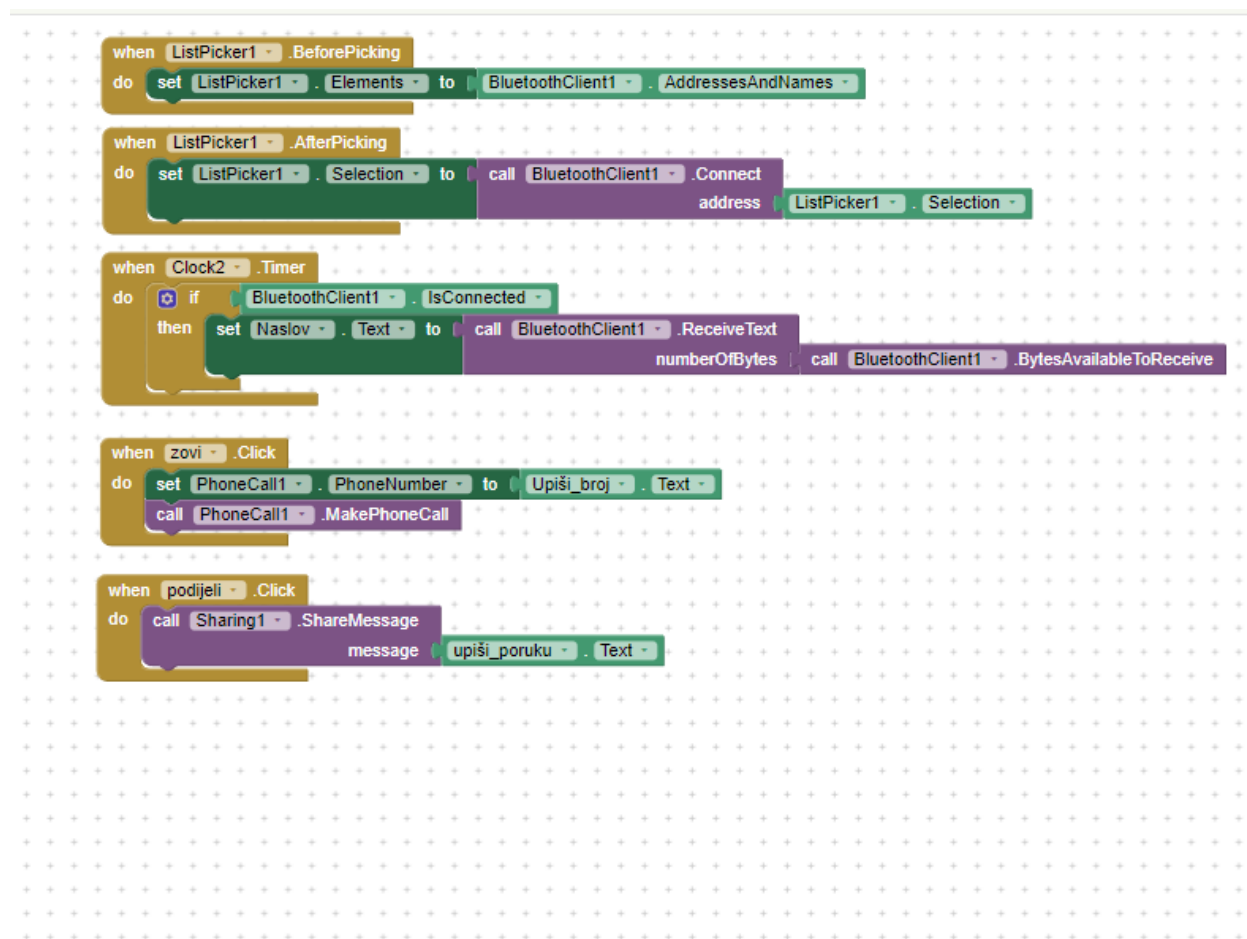 when ListPicker1 .BeforePicking
do set ListPicker1 . Elements to BluetoothClient1 . AddressesAndNames
when ListPicker1 .AfterPicking
do set ListPicker1 . Selection to call BluetoothClient1 .Connect
address ListPicker1 . Selection
when Clock2 .Timer
do if BluetoothClient1 . IsConnected
then set Naslov . Text to call BluetoothClient1 .ReceiveText
numberOfBytes call BluetoothClient1 .BytesAvailableToReceive
when zovi .Click
do set PhoneCall1 . PhoneNumber to Upiši_broj . Text
call PhoneCall1 .MakePhoneCall
when podijeli .Click
do call Sharing1 .ShareMessage
message upiši_poruku . Text